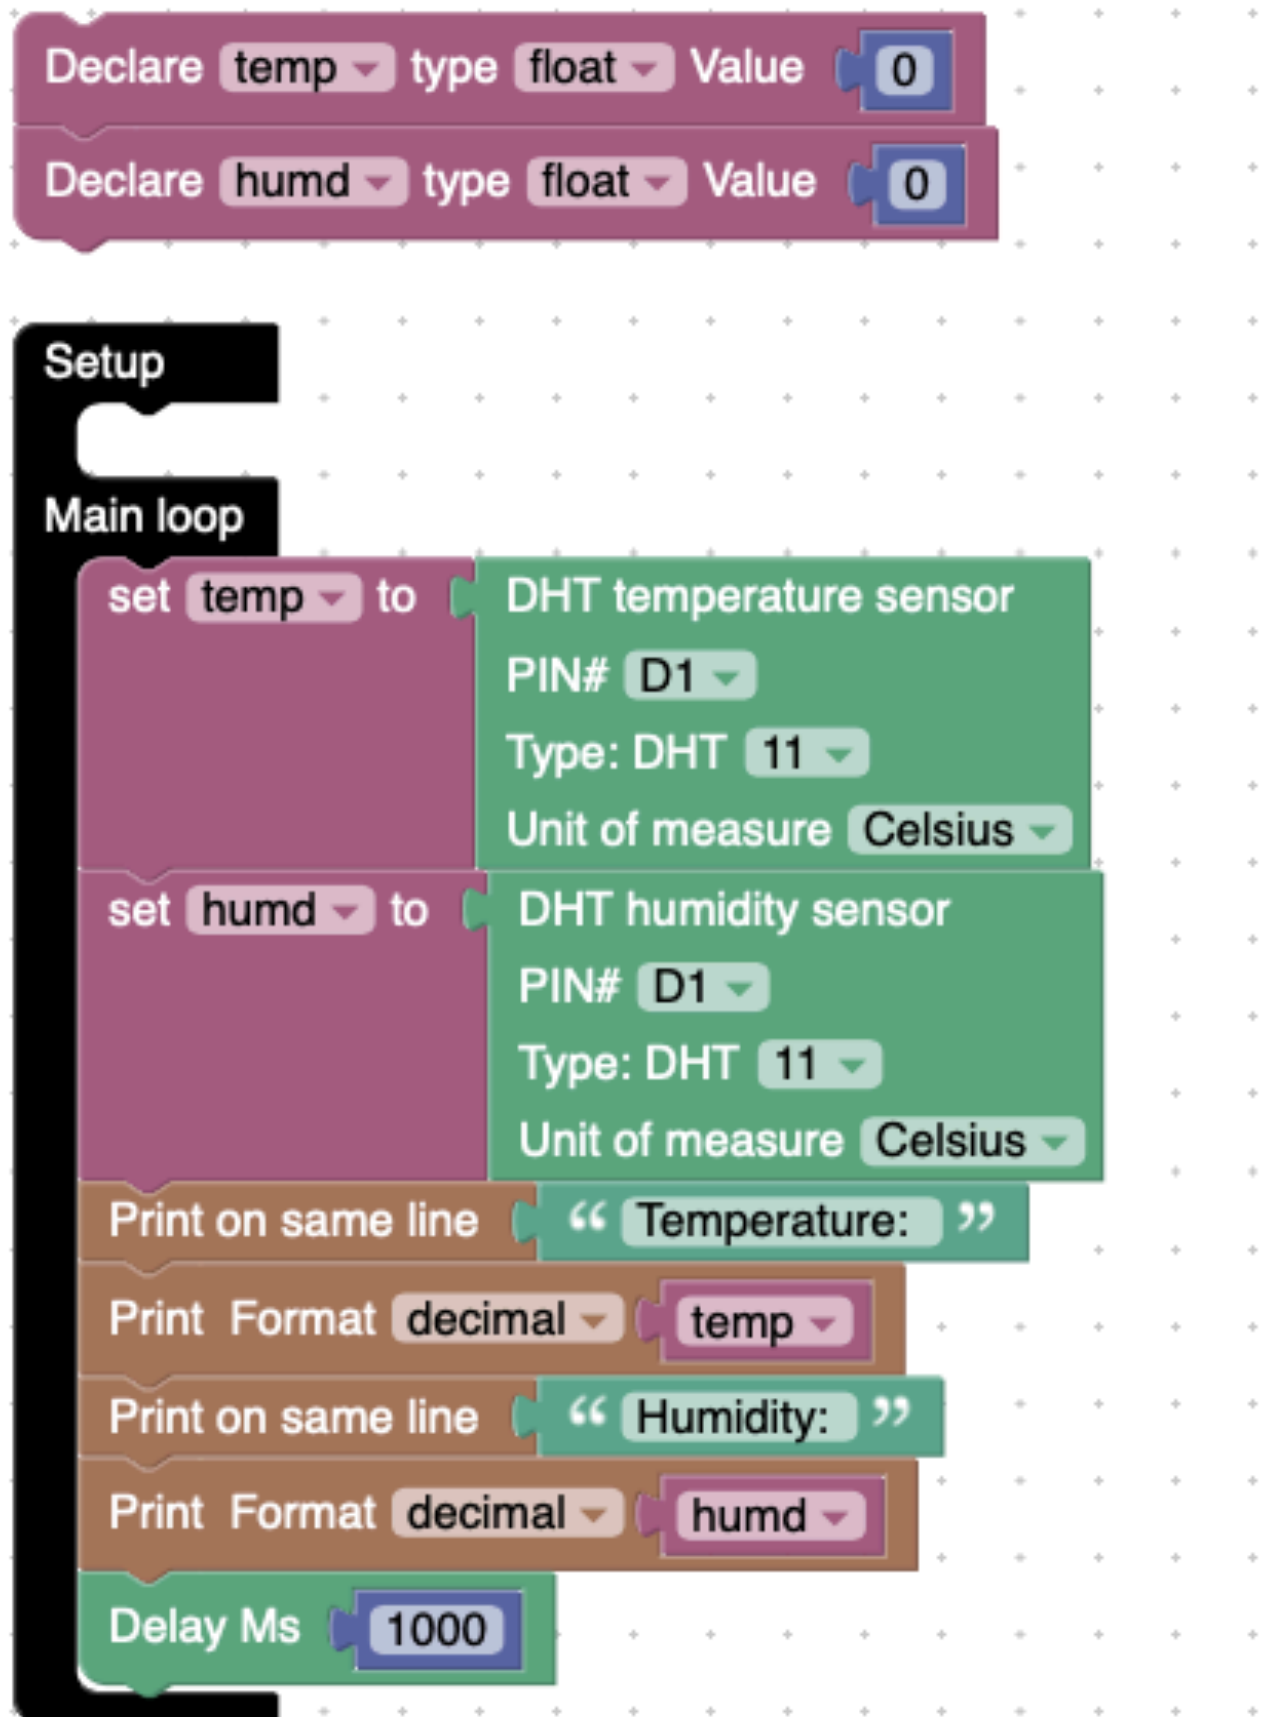 Declare temp type float Value 0
Declare humd type float Value 0
Setup
Main loop
set temp to DHT temperature sensor
PIN# D1
Type: DHT 11
Unit of measure Celsius
set humd to DHT humidity sensor
PIN# D1
Type: DHT 11
Unit of measure Celsius
Print on same line “ Temperature: ”
Print Format decimal temp
Print on same line “ Humidity: ”
Print Format decimal humd
Delay Ms 1000